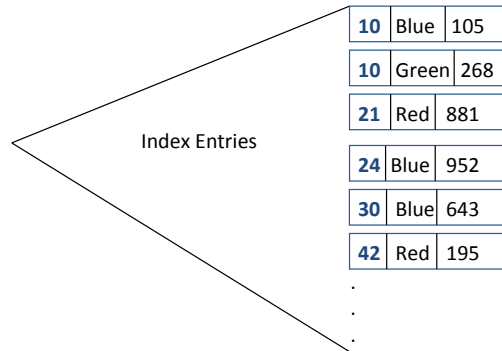 10 Blue 105
10 Green 268
21 Red 881
Index Entries
24 Blue 952
30 Blue 643
42 Red 195
.
.
.